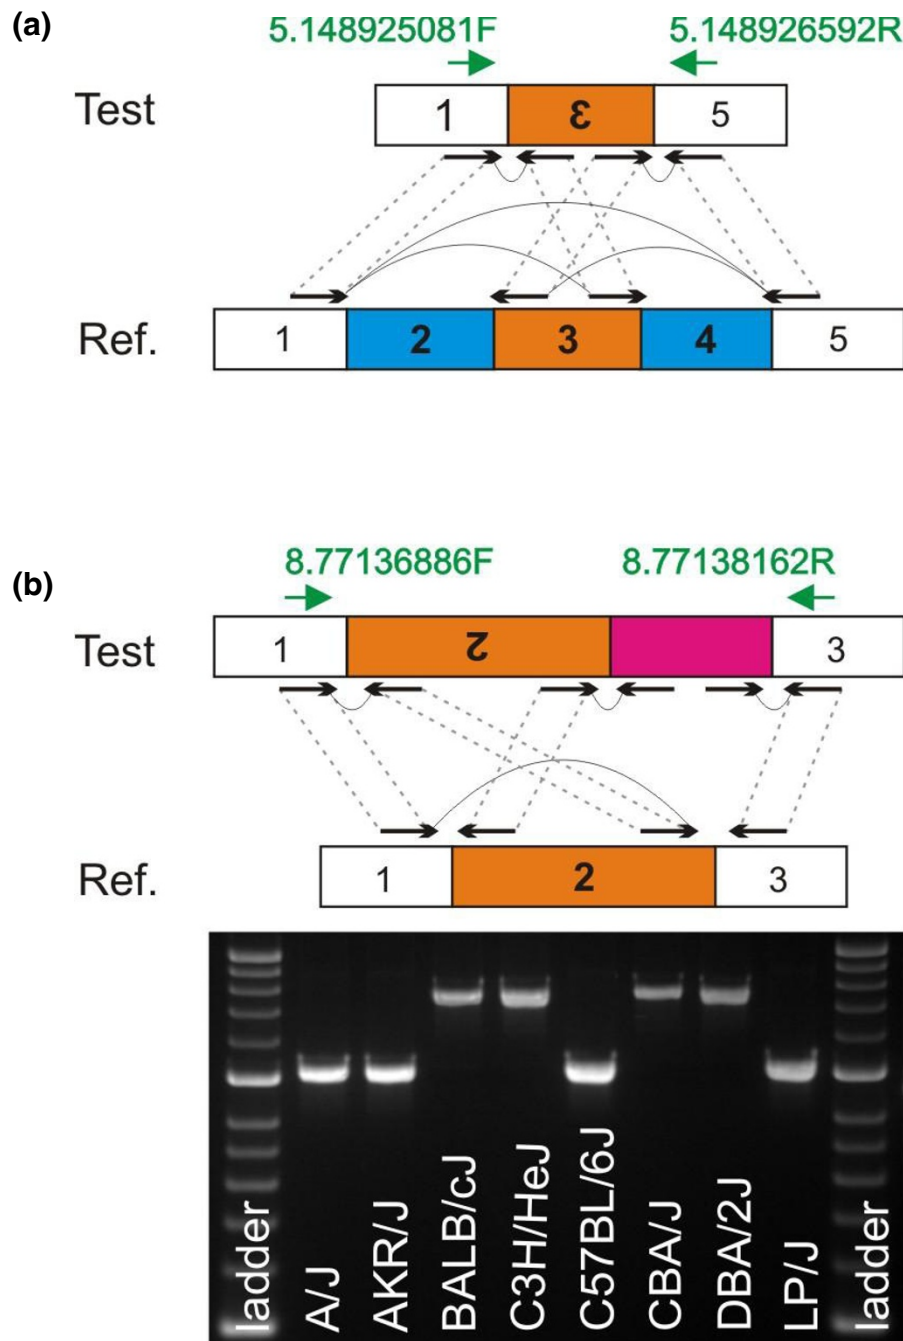 (a)
5.148925081F 5.148926592R
Test 1 3 5
Ref. 1 2 3 4 5
(b)
8.77136886F 8.77138162R
Test 1 2 3
Ref. 1 2 3
ladder A/J AKR/J BALB/cJ C3H/HeJ C57BL/6J CBA/J DBA/2J LP/J ladder